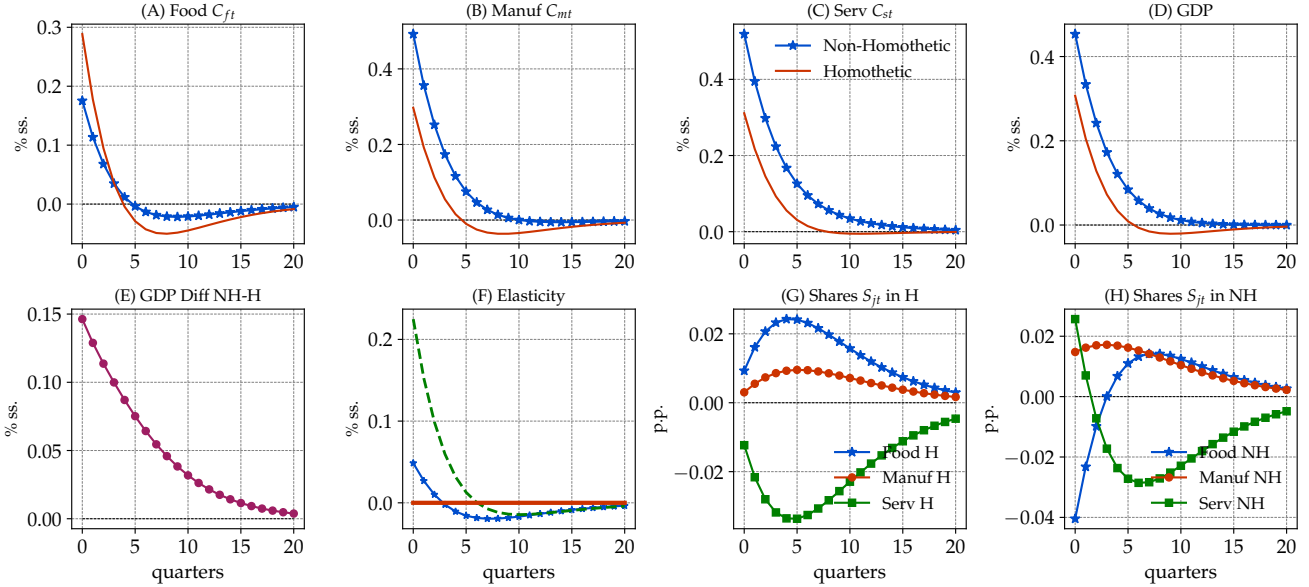 (A) Food C_ft
(B) Manuf C_mt
(C) Serv C_st
(D) GDP
% ss.
0.3
0.2
0.1
0.0
0 5 10 15 20
% ss.
0.4
0.2
0.0
0 5 10 15 20
% ss.
0.4
0.2
0.0
Non-Homothetic
Homothetic
0 5 10 15 20
% ss.
0.4
0.2
0.0
0 5 10 15 20
(E) GDP Diff NH-H
(F) Elasticity
(G) Shares S_jt in H
(H) Shares S_jt in NH
% ss.
0.15
0.10
0.05
0.00
0 5 10 15 20
quarters
% ss.
0.2
0.1
0.0
0 5 10 15 20
quarters
p.p.
0.02
0.00
−0.02
Food H
Manuf H
Serv H
0 5 10 15 20
quarters
p.p.
0.02
0.00
−0.02
−0.04
Food NH
Manuf NH
Serv NH
0 5 10 15 20
quarters